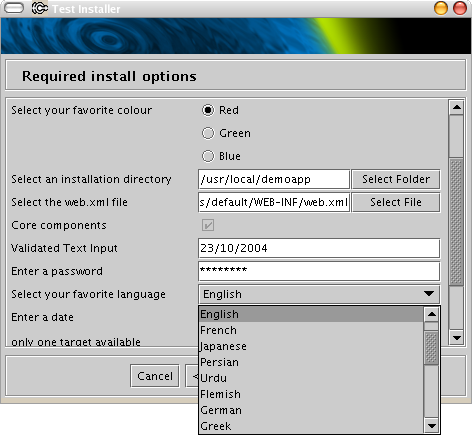 Test Installer
Required install options
Select your favorite colour
Red
Green
Blue
Select an installation directory
/usr/local/demoapp
Select Folder
Select the web.xml file
s/default/WEB-INF/web.xml
Select File
Core components
Validated Text Input
23/10/2004
Enter a password
********
Select your favorite language
English
Enter a date
English
French
Japanese
Persian
Urdu
Flemish
German
Greek
only one target available
Cancel
<